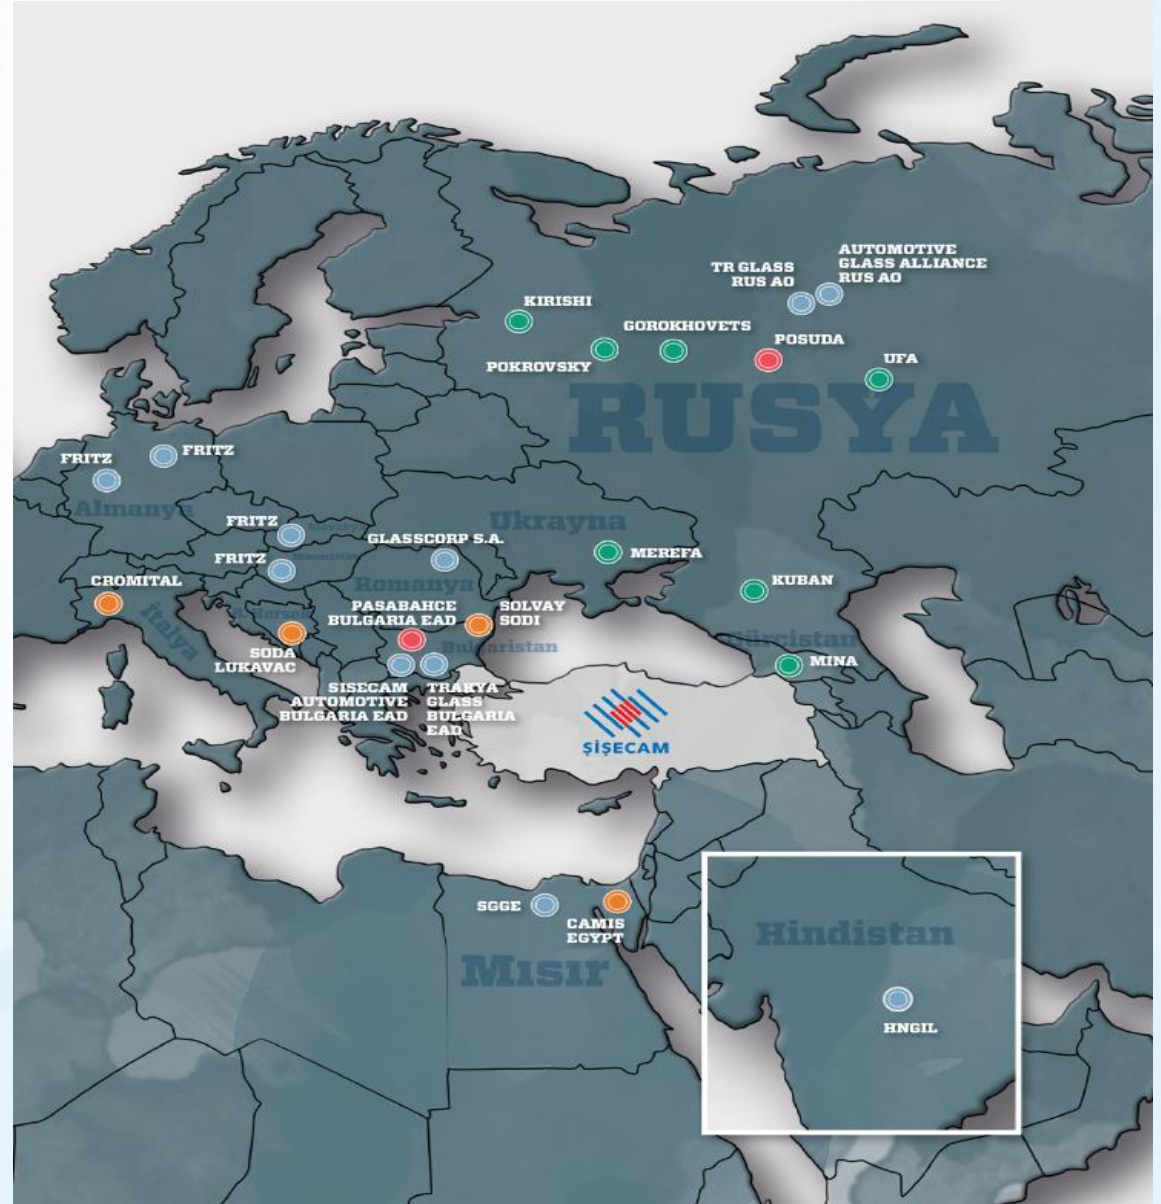 AUTOMOTIVE
GLASS ALLIANCE
RUS AO
TR GLASS
RUS AO
KIRISHI
GOROKHOVETS
POSUDA
POKROVSKY
UFA
RUSYA
FRITZ
FRITZ
Almanya
FRITZ
Ukrayna
GLASSCORP S.A.
FRITZ
MEREFA
CROMITAL
Romanya
KUBAN
İtalya
PASABAHCE
BULGARIA EAD
SOLVAY
SODI
Gürcistan
Bulgaristan
SODA
LUKAVAC
MINA
SISECAM
AUTOMOTIVE
BULGARIA EAD
TRAKYA
GLASS
BULGARIA
EAD
ŞİŞECAM
SGGE
CAMIS
EGYPT
Mısır
Hindistan
HNGIL